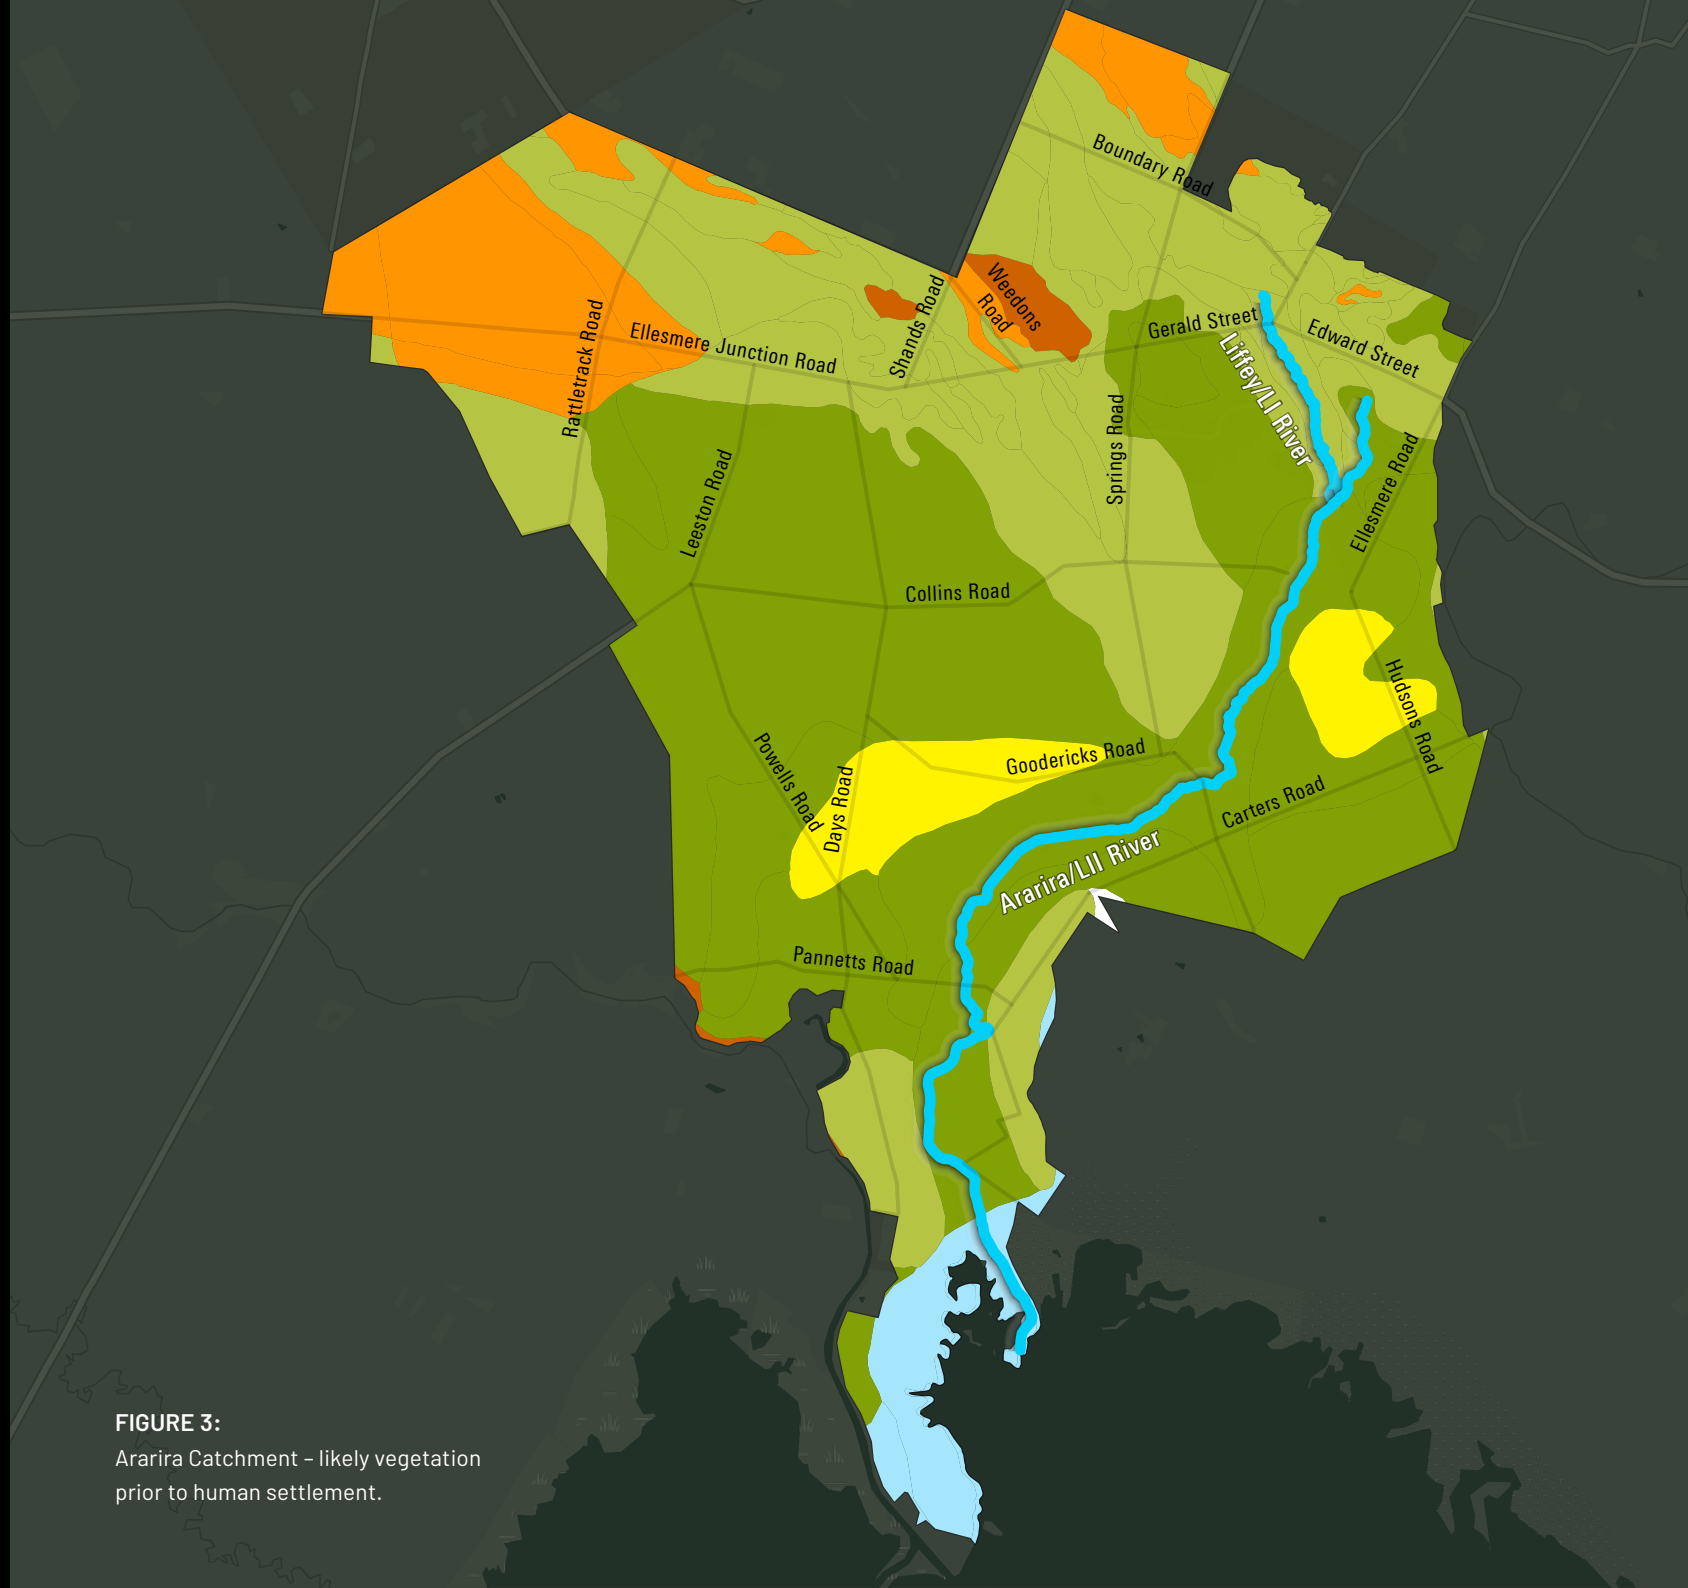 Boundary Road
Weedons
Road
Shands Road
Rattletrack Road
Ellesmere Junction Road
Gerald Street
Edward Street
Liffey/LI River
Springs Road
Ellesmere Road
Leeston Road
Collins Road
Hudsons Road
Powells Road
Days Road
Goodericks Road
Carters Road
Ararira/LII River
Pannetts Road
FIGURE 3:
Ararira Catchment – likely vegetation
prior to human settlement.